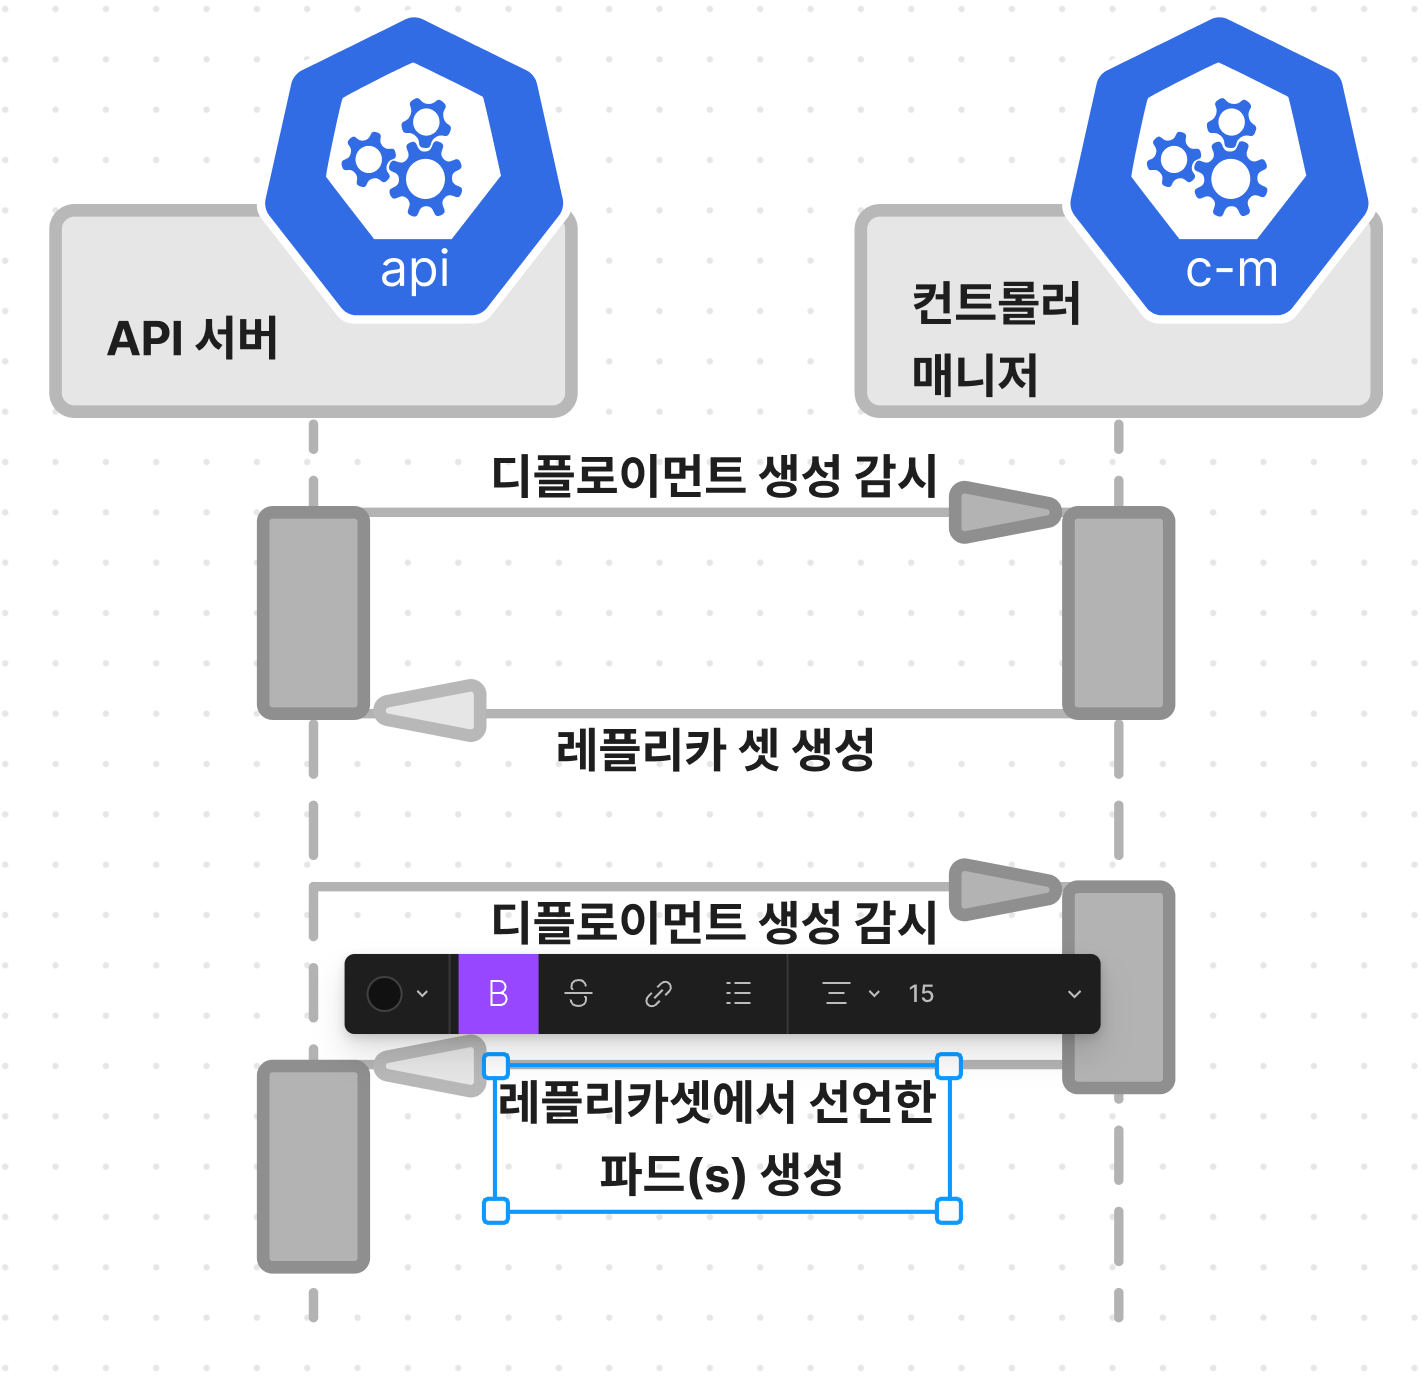 api
c-m
API 서버
컨트롤러
매니저
디플로이먼트 생성 감시
레플리카 셋 생성
디플로이먼트 생성 감시
B
S
15
레플리카셋에서 선언한
파드(s) 생성